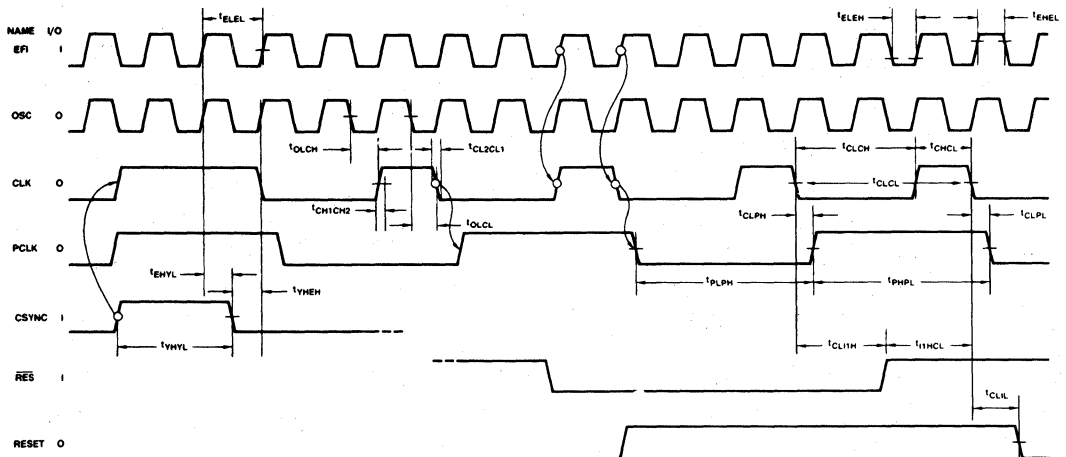 NAME I/O
tELEL
tELEH
tEHEL
EFI I
OSC O
tOLCH
tCL2CL1
tCLCH
tCHCL
CLK O
tCLCL
tCH1CH2
tOLCL
tCLPH
tCLPL
PCLK O
tEHYL
tYHEH
tPLPH
tPHPL
CSYNC I
tYHYL
tCLI1H
tI1HCL
RES I
tCLIL
RESET O